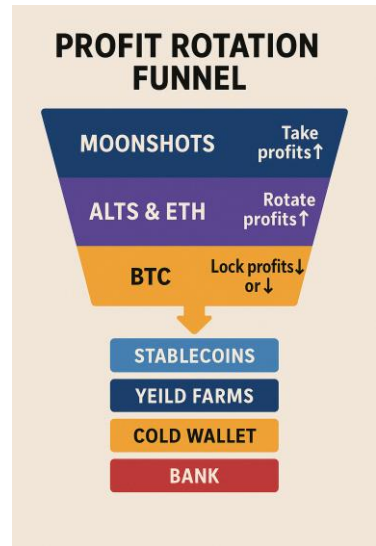 PROFIT ROTATION
FUNNEL
MOONSHOTS
Take
profits↑
ALTS & ETH
Rotate
profits↑
BTC
Lock profits↓
or↓
STABLECOINS
YEILD FARMS
COLD WALLET
BANK